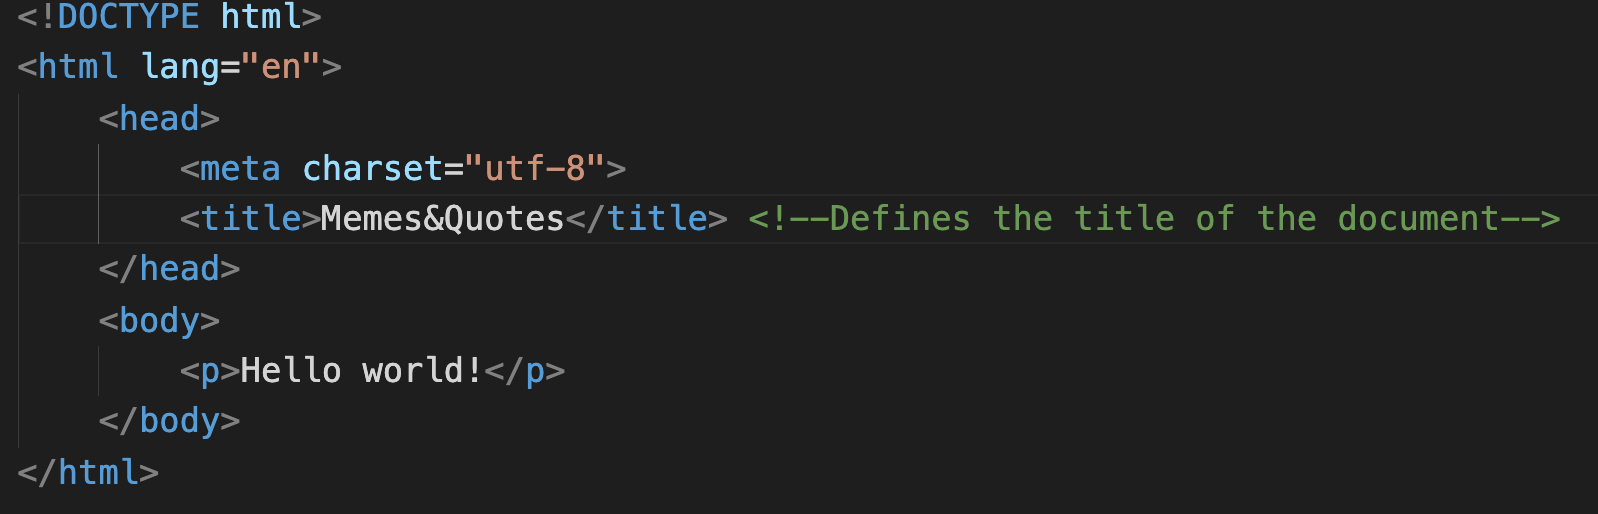 <!DOCTYPE html>
<html lang="en">
    <head>
        <meta charset="utf-8">
        <title>Memes&Quotes</title> <!--Defines the title of the document-->
    </head>
    <body>
        <p>Hello world!</p>
    </body>
</html>